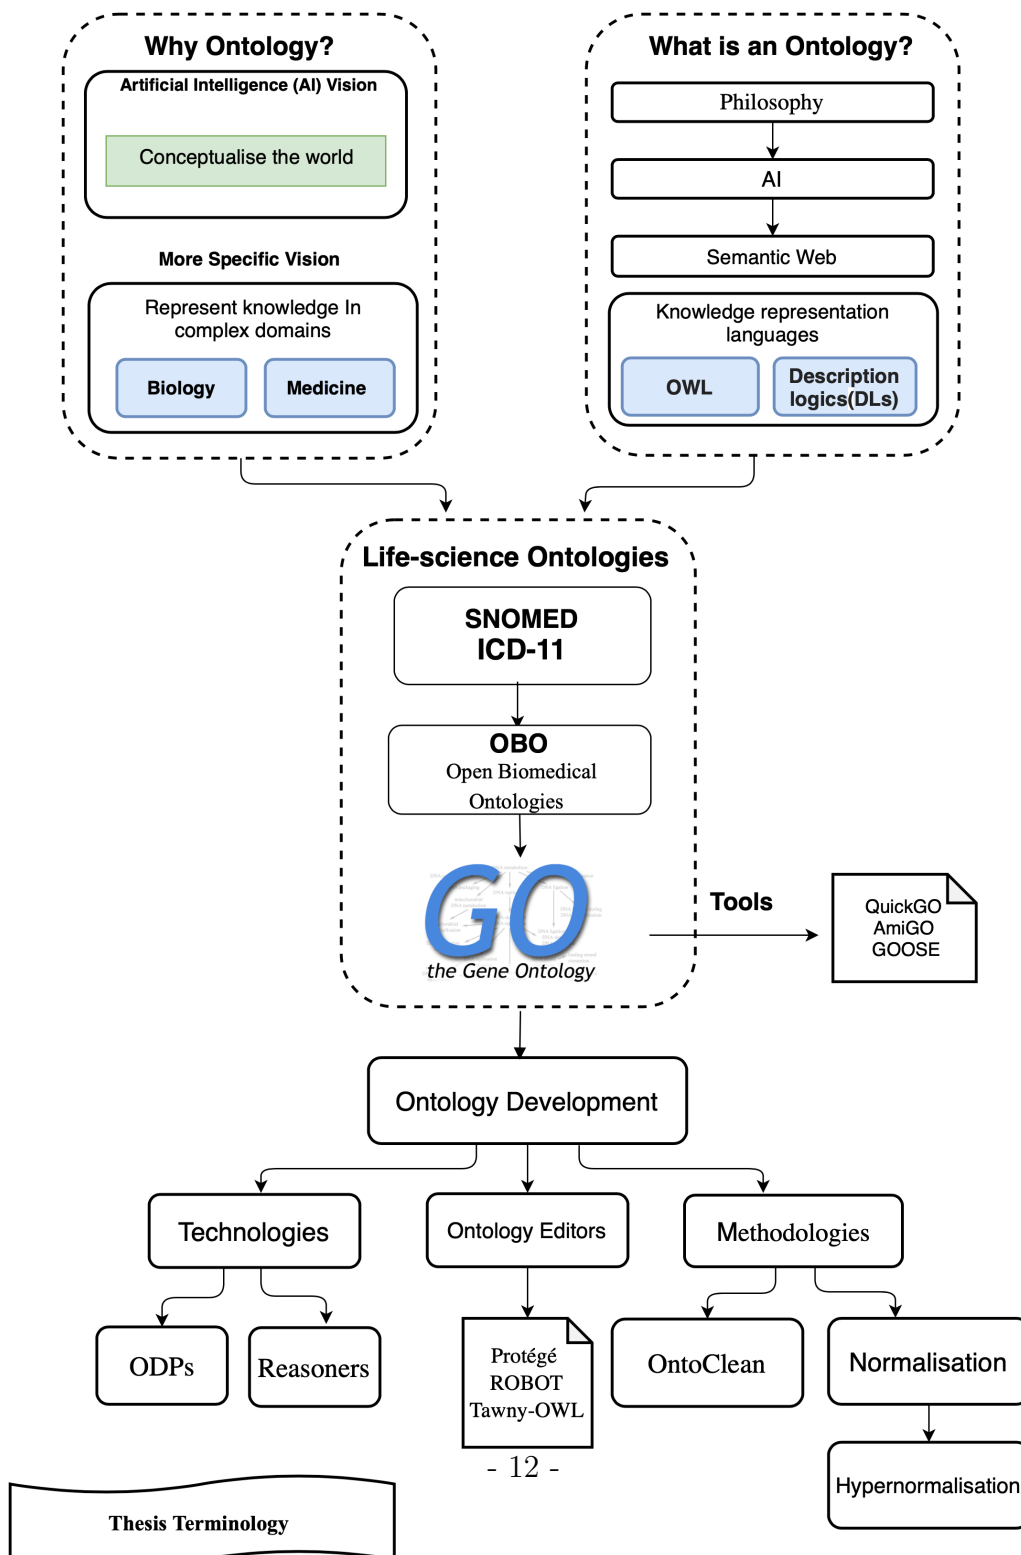 Why Ontology?
Artificial Intelligence (AI) Vision
Conceptualise the world
More Specific Vision
Represent knowledge In
complex domains
Biology
Medicine
What is an Ontology?
Philosophy
AI
Semantic Web
Knowledge representation
languages
OWL
Description
logics(DLs)
Life-science Ontologies
SNOMED
ICD-11
OBO
Open Biomedical
Ontologies
GO
the Gene Ontology
Tools
QuickGO
AmiGO
GOOSE
Ontology Development
Technologies
Ontology Editors
Methodologies
ODPs
Reasoners
Protégé
ROBOT
Tawny-OWL
OntoClean
Normalisation
Hypernormalisation
- 12 -
Thesis Terminology